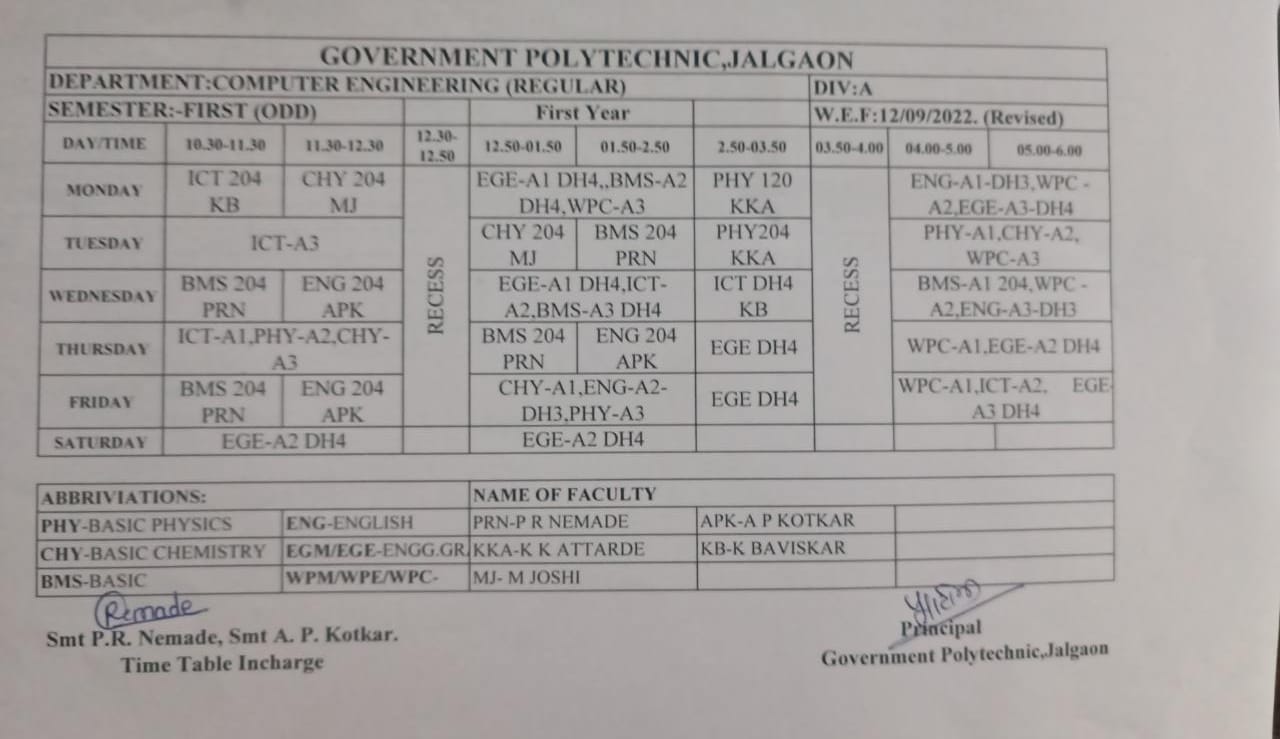 GOVERNMENT POLYTECHNIC,JALGAON
DEPARTMENT:COMPUTER ENGINEERING (REGULAR) DIV:A
SEMESTER:-FIRST (ODD) First Year W.E.F:12/09/2022. (Revised)
DAY/TIME 10.30-11.30 11.30-12.30 12.30-12.50 12.50-01.50 01.50-2.50 2.50-03.50 03.50-4.00 04.00-5.00 05.00-6.00
MONDAY ICT 204 KB CHY 204 MJ RECESS EGE-A1 DH4,,BMS-A2 DH4,WPC-A3 PHY 120 KKA RECESS ENG-A1-DH3,WPC -A2,EGE-A3-DH4
TUESDAY ICT-A3 CHY 204 MJ BMS 204 PRN PHY204 KKA PHY-A1,CHY-A2, WPC-A3
WEDNESDAY BMS 204 PRN ENG 204 APK EGE-A1 DH4,ICT-A2,BMS-A3 DH4 ICT DH4 KB BMS-A1 204,WPC -A2,ENG-A3-DH3
THURSDAY ICT-A1,PHY-A2,CHY-A3 BMS 204 PRN ENG 204 APK EGE DH4 WPC-A1,EGE-A2 DH4
FRIDAY BMS 204 PRN ENG 204 APK CHY-A1,ENG-A2-DH3,PHY-A3 EGE DH4 WPC-A1,ICT-A2, EGE-A3 DH4
SATURDAY EGE-A2 DH4 EGE-A2 DH4
ABBRIVIATIONS: NAME OF FACULTY
PHY-BASIC PHYSICS ENG-ENGLISH PRN-P R NEMADE APK-A P KOTKAR
CHY-BASIC CHEMISTRY EGM/EGE-ENGG.GR KKA-K K ATTARDE KB-K BAVISKAR
BMS-BASIC WPM/WPE/WPC- MJ- M JOSHI
Smt P.R. Nemade, Smt A. P. Kotkar.
Time Table Incharge
Principal
Government Polytechnic,Jalgaon